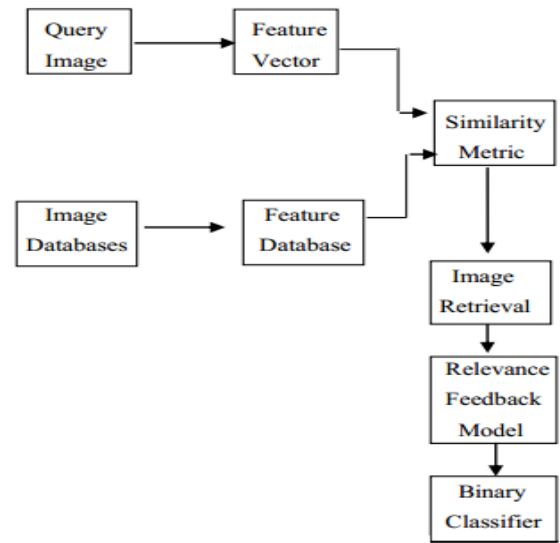 Query
Image
Feature
Vector
Similarity
Metric
Image
Databases
Feature
Database
Image
Retrieval
Relevance
Feedback
Model
Binary
Classifier